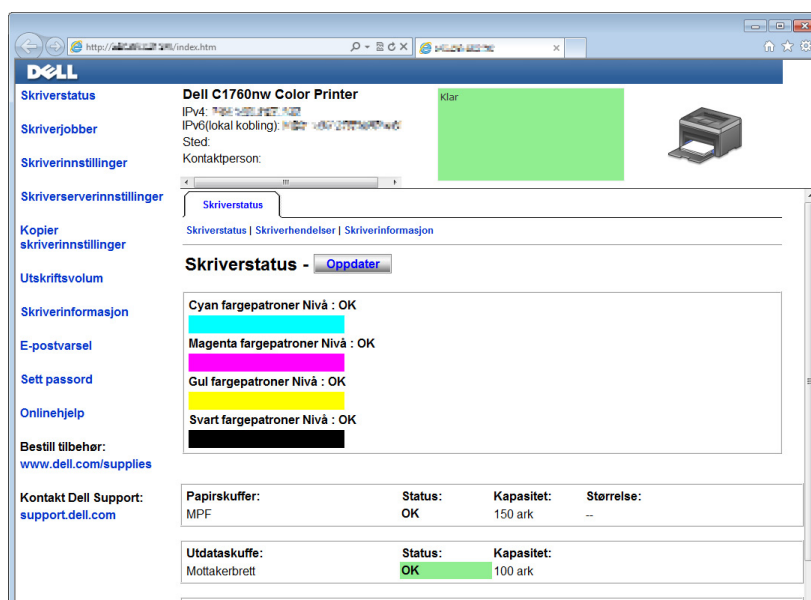 http:// /index.htm
DELL
Skriverstatus
Skriverjobber
Skriverinnstillinger
Skriverserverinnstillinger
Kopier
skriverinnstillinger
Utskriftsvolum
Skriverinformasjon
E-postvarsel
Sett passord
Onlinehjelp
Bestill tilbehør:
www.dell.com/supplies
Kontakt Dell Support:
support.dell.com
Dell C1760nw Color Printer
IPv4:
IPv6(lokal kobling):
Sted:
Kontaktperson:
Klar
Skriverstatus
Skriverstatus | Skriverhendelser | Skriverinformasjon
Skriverstatus - Oppdater
Cyan fargepatroner Nivå : OK
Magenta fargepatroner Nivå : OK
Gul fargepatroner Nivå : OK
Svart fargepatroner Nivå : OK
Papirskuffer: Status: Kapasitet: Størrelse:
MPF OK 150 ark --
Utdataskuffe: Status: Kapasitet:
Mottakerbrett OK 100 ark